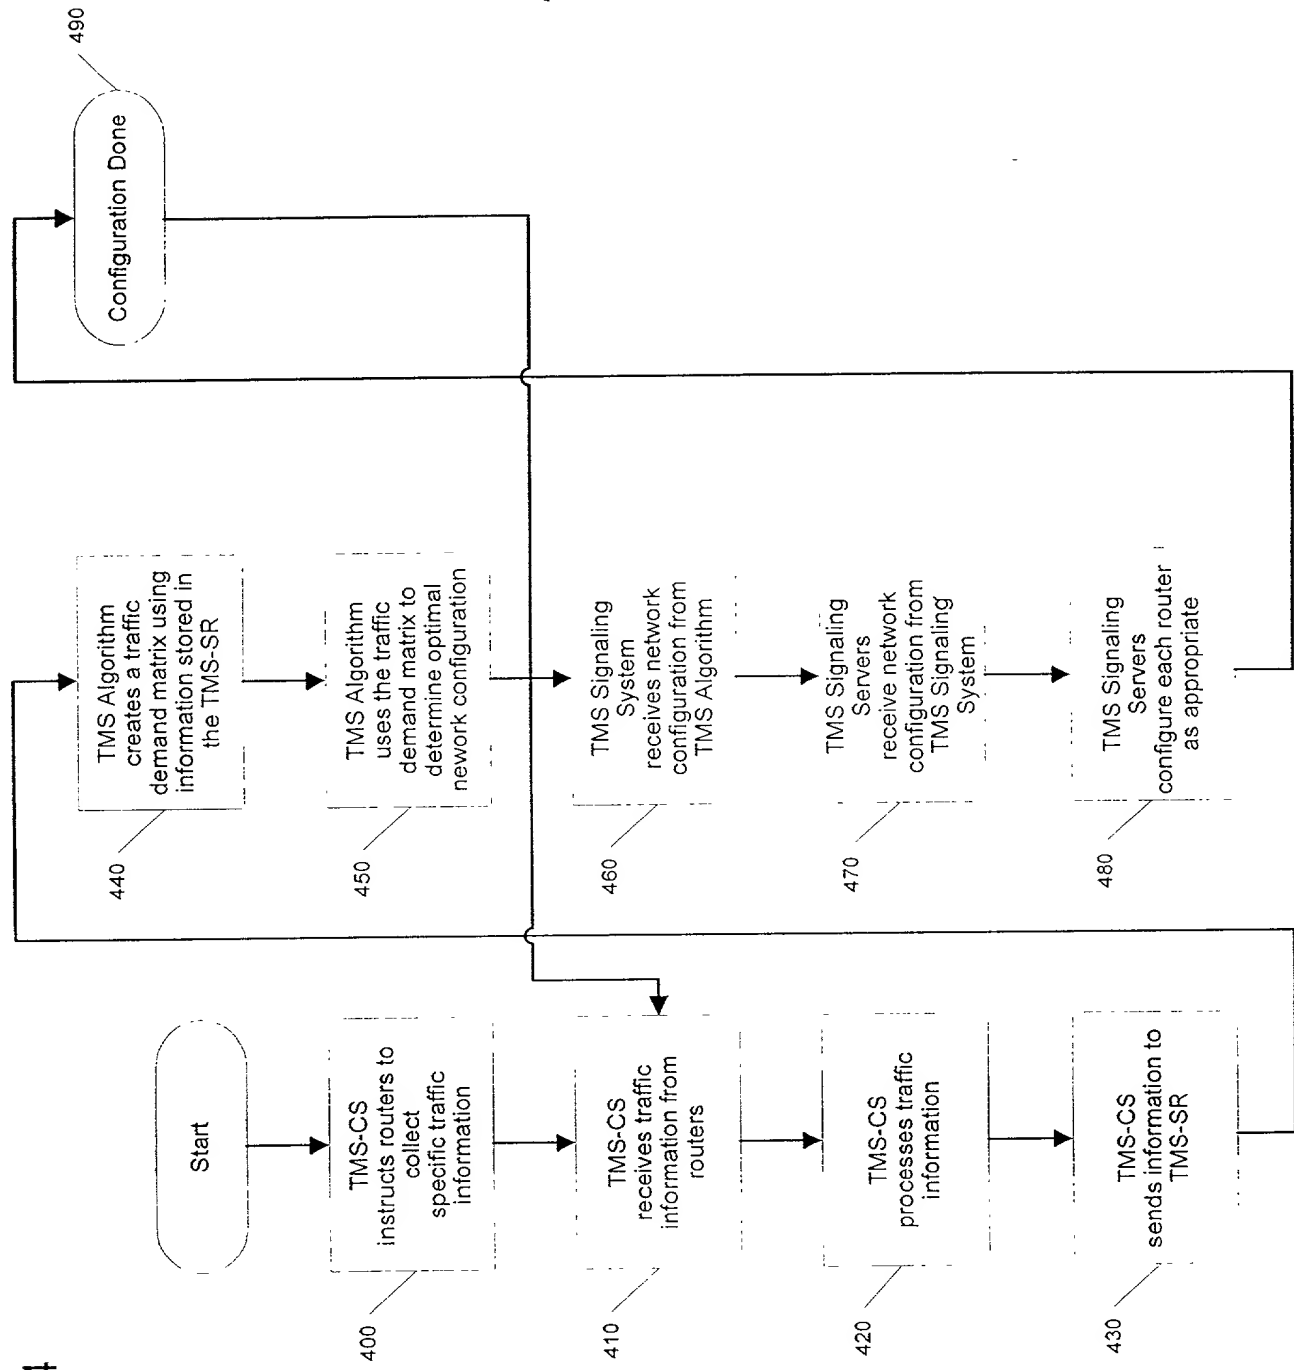 Start
TMS-CS
instructs routers to
collect
specific traffic
information
400
TMS-CS
receives traffic
information from
routers
410
TMS-CS
processes traffic
information
420
TMS-CS
sends information to
TMS-SR
430
TMS Algorithm
creates a traffic
demand matrix using
information stored in
the TMS-SR
440
TMS Algorithm
uses the traffic
demand matrix to
determine optimal
nework configuration
450
TMS Signaling
System
receives network
configuration from
TMS Algorithm
460
TMS Signaling
Servers
receive network
configuration from
TMS Signaling
System
470
TMS Signaling
Servers
configure each router
as appropriate
480
Configuration Done
490